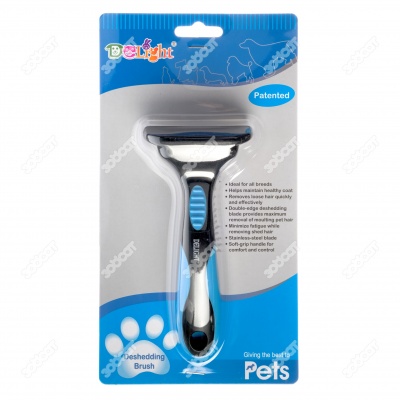 DeLight
Patented
• Ideal for all breeds
• Helps maintain healthy coat
• Removes loose hair quickly
and effectively
• Double-edge deshedding
blade provides maximum
removal of moulting pet hair
• Minimize fatigue while
removing shed hair
• Stainless-steel blade
• Soft-grip handle for
comfort and control
DELIGHT
Deshedding
Brush
Giving the best to
Pets